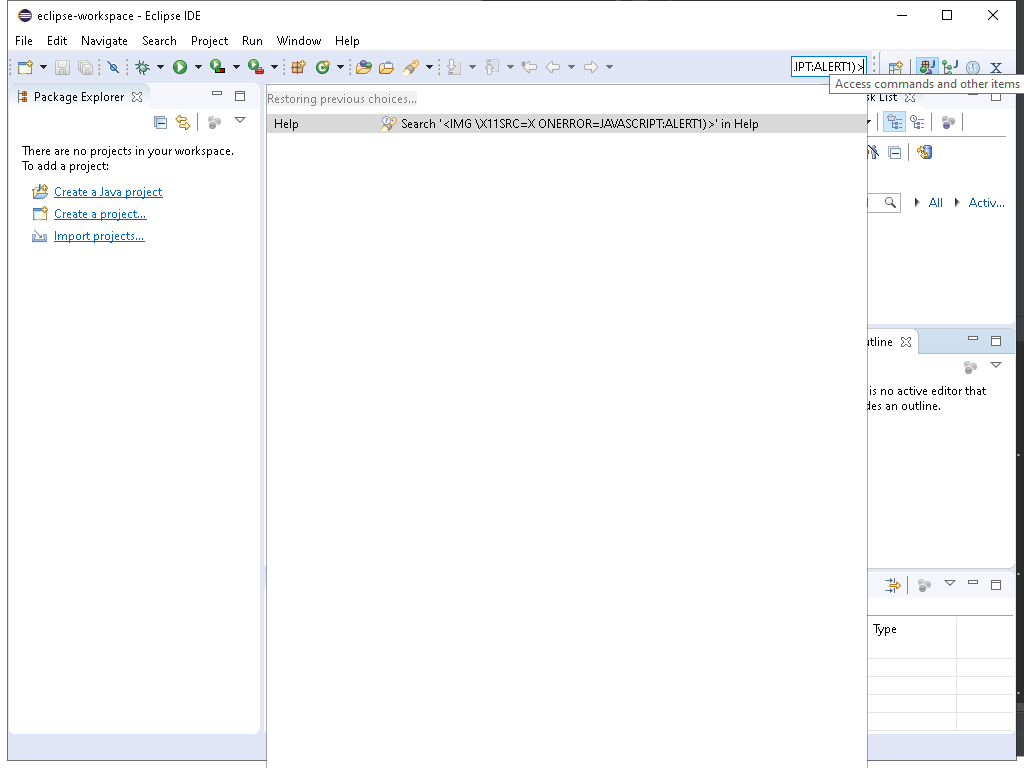 eclipse-workspace - Eclipse IDE
File Edit Navigate Search Project Run Window Help
IPT:ALERT1)>
Access commands and other items
Package Explorer
Restoring previous choices...
sk List
Help Search '<IMG \X11SRC=X ONERROR=JAVASCRIPT:ALERT1)>' in Help
There are no projects in your workspace.
To add a project:
Create a Java project
Create a project...
Import projects...
All Activ...
utline
is no active editor that
des an outline.
Type